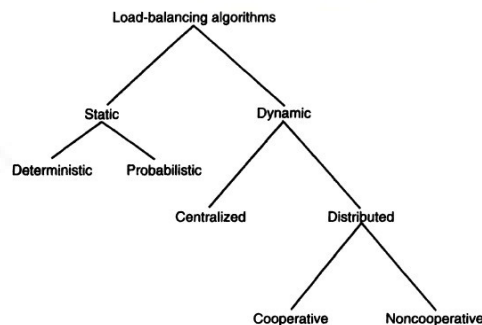 Load-balancing algorithms
Static
Dynamic
Deterministic
Probabilistic
Centralized
Distributed
Cooperative
Noncooperative